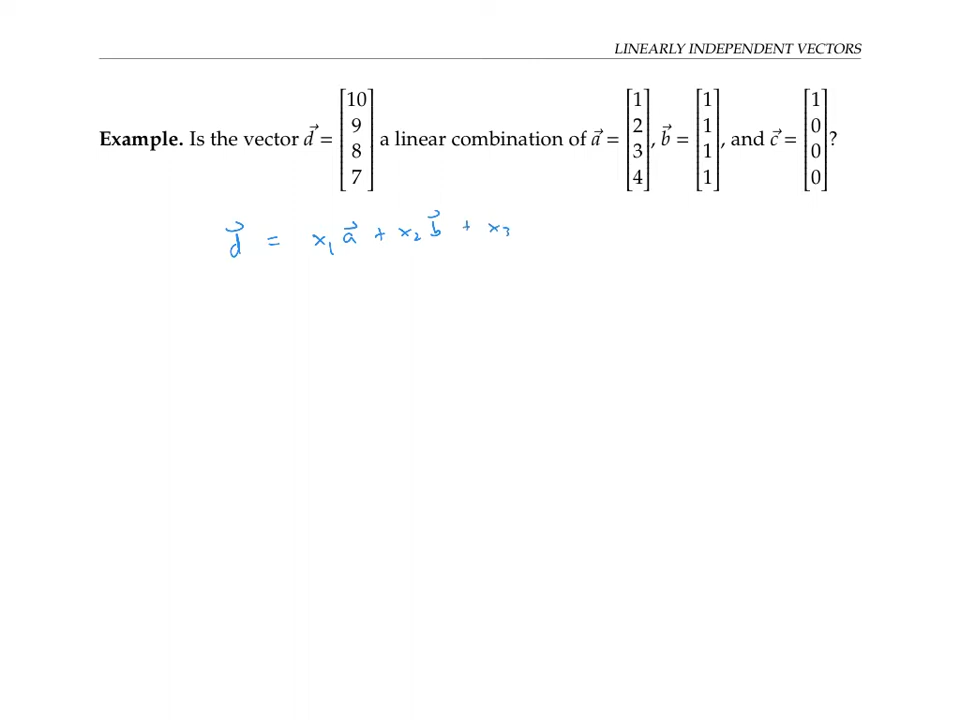 LINEARLY INDEPENDENT VECTORS
Example. Is the vector d⃗ = [10 9 8 7] a linear combination of a⃗ = [1 2 3 4], b⃗ = [1 1 1 1], and c⃗ = [1 0 0 0]?
d⃗ = x₁ a⃗ + x₂ b⃗ + x₃